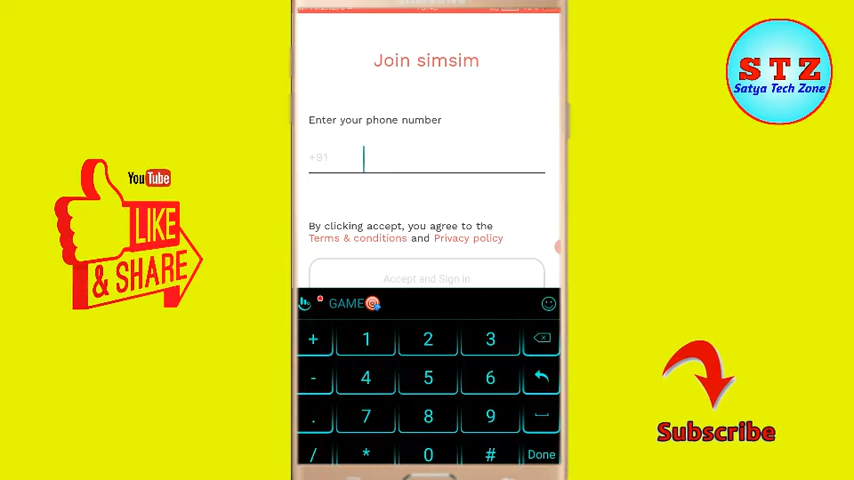 Join simsim
S T Z
Satya Tech Zone
Enter your phone number
+91
YouTube
LIKE
& SHARE
By clicking accept, you agree to the
Terms & conditions and Privacy policy
Accept and Sign in
GAME
+ 1 2 3
- 4 5 6
. 7 8 9
/ * 0 # Done
Subscribe